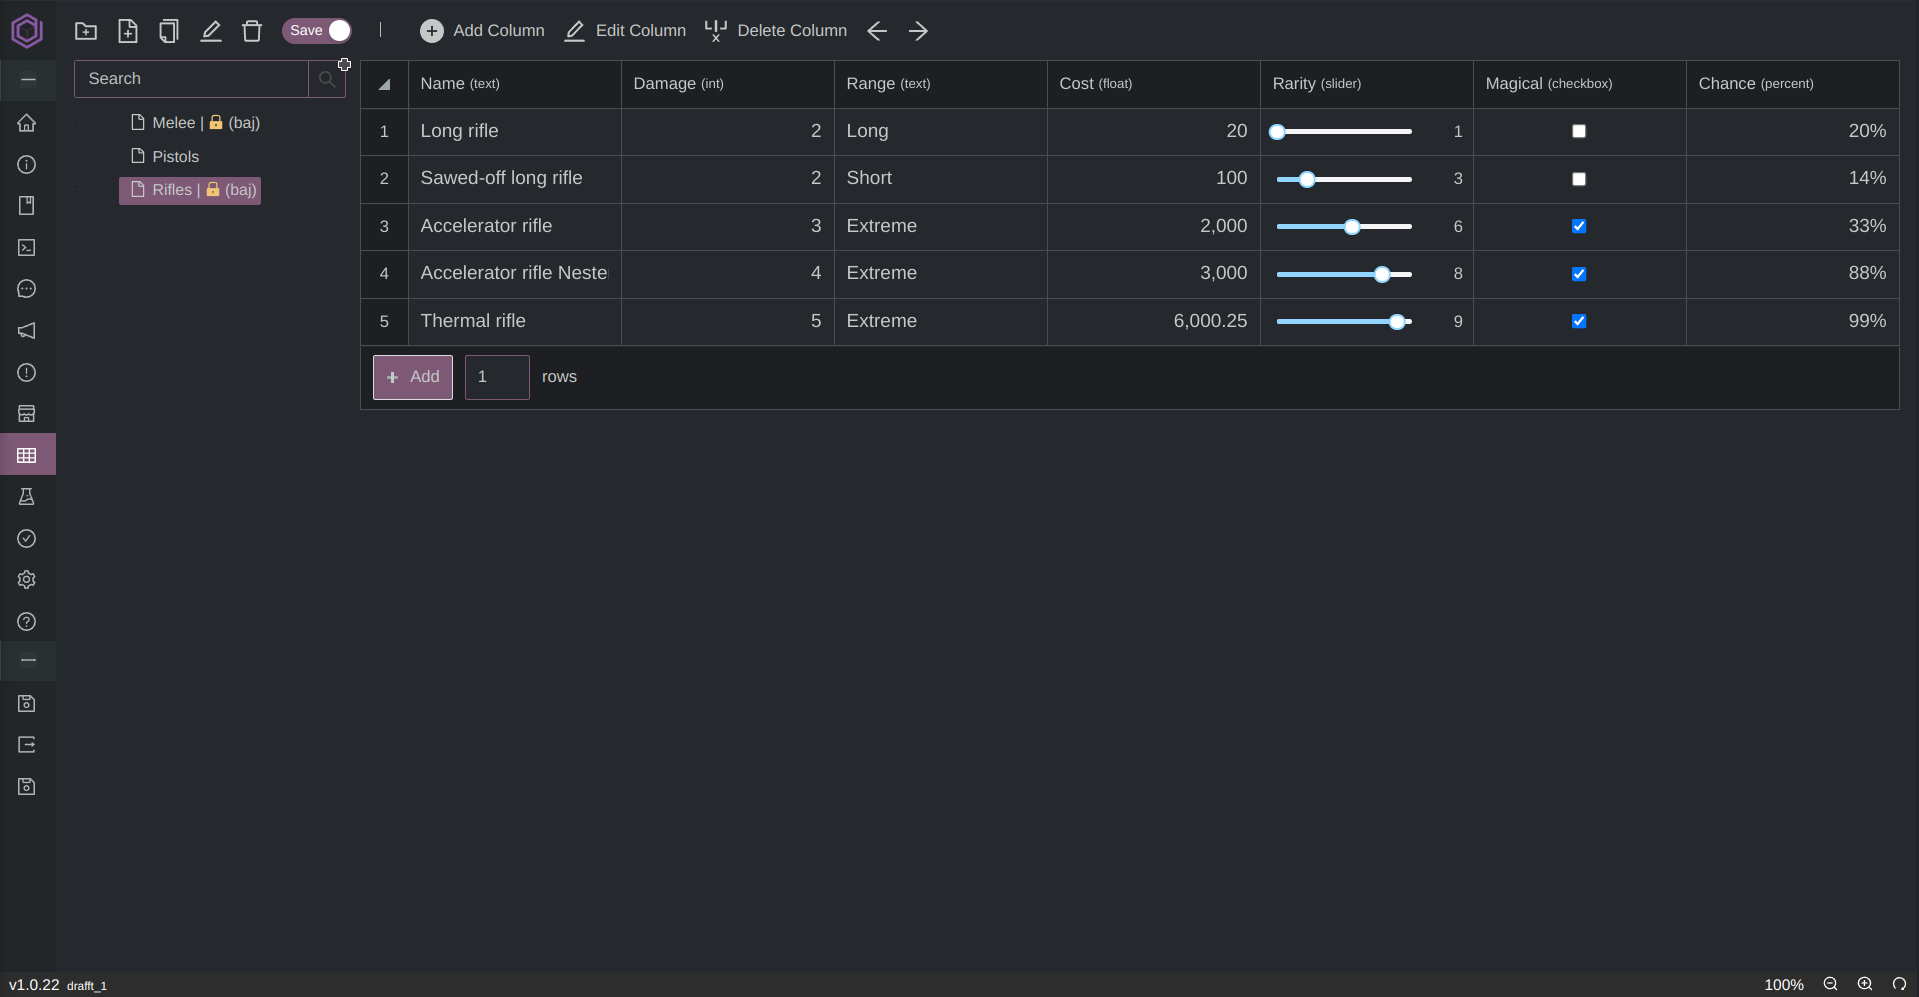 Save | Add Column Edit Column Delete Column
Search
Melee | (baj)
Pistols
Rifles | (baj)
Name (text) Damage (int) Range (text) Cost (float) Rarity (slider) Magical (checkbox) Chance (percent)
1 Long rifle 2 Long 20 1 20%
2 Sawed-off long rifle 2 Short 100 3 14%
3 Accelerator rifle 3 Extreme 2,000 6 33%
4 Accelerator rifle Neste 4 Extreme 3,000 8 88%
5 Thermal rifle 5 Extreme 6,000.25 9 99%
+ Add 1 rows
v1.0.22 drafft_1 100%